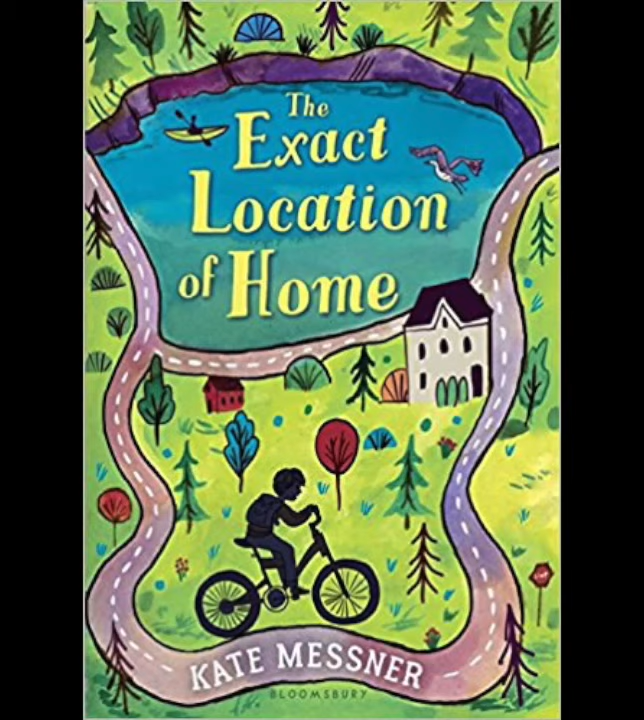 The
Exact
Location
of Home
KATE MESSNER
BLOOMSBURY